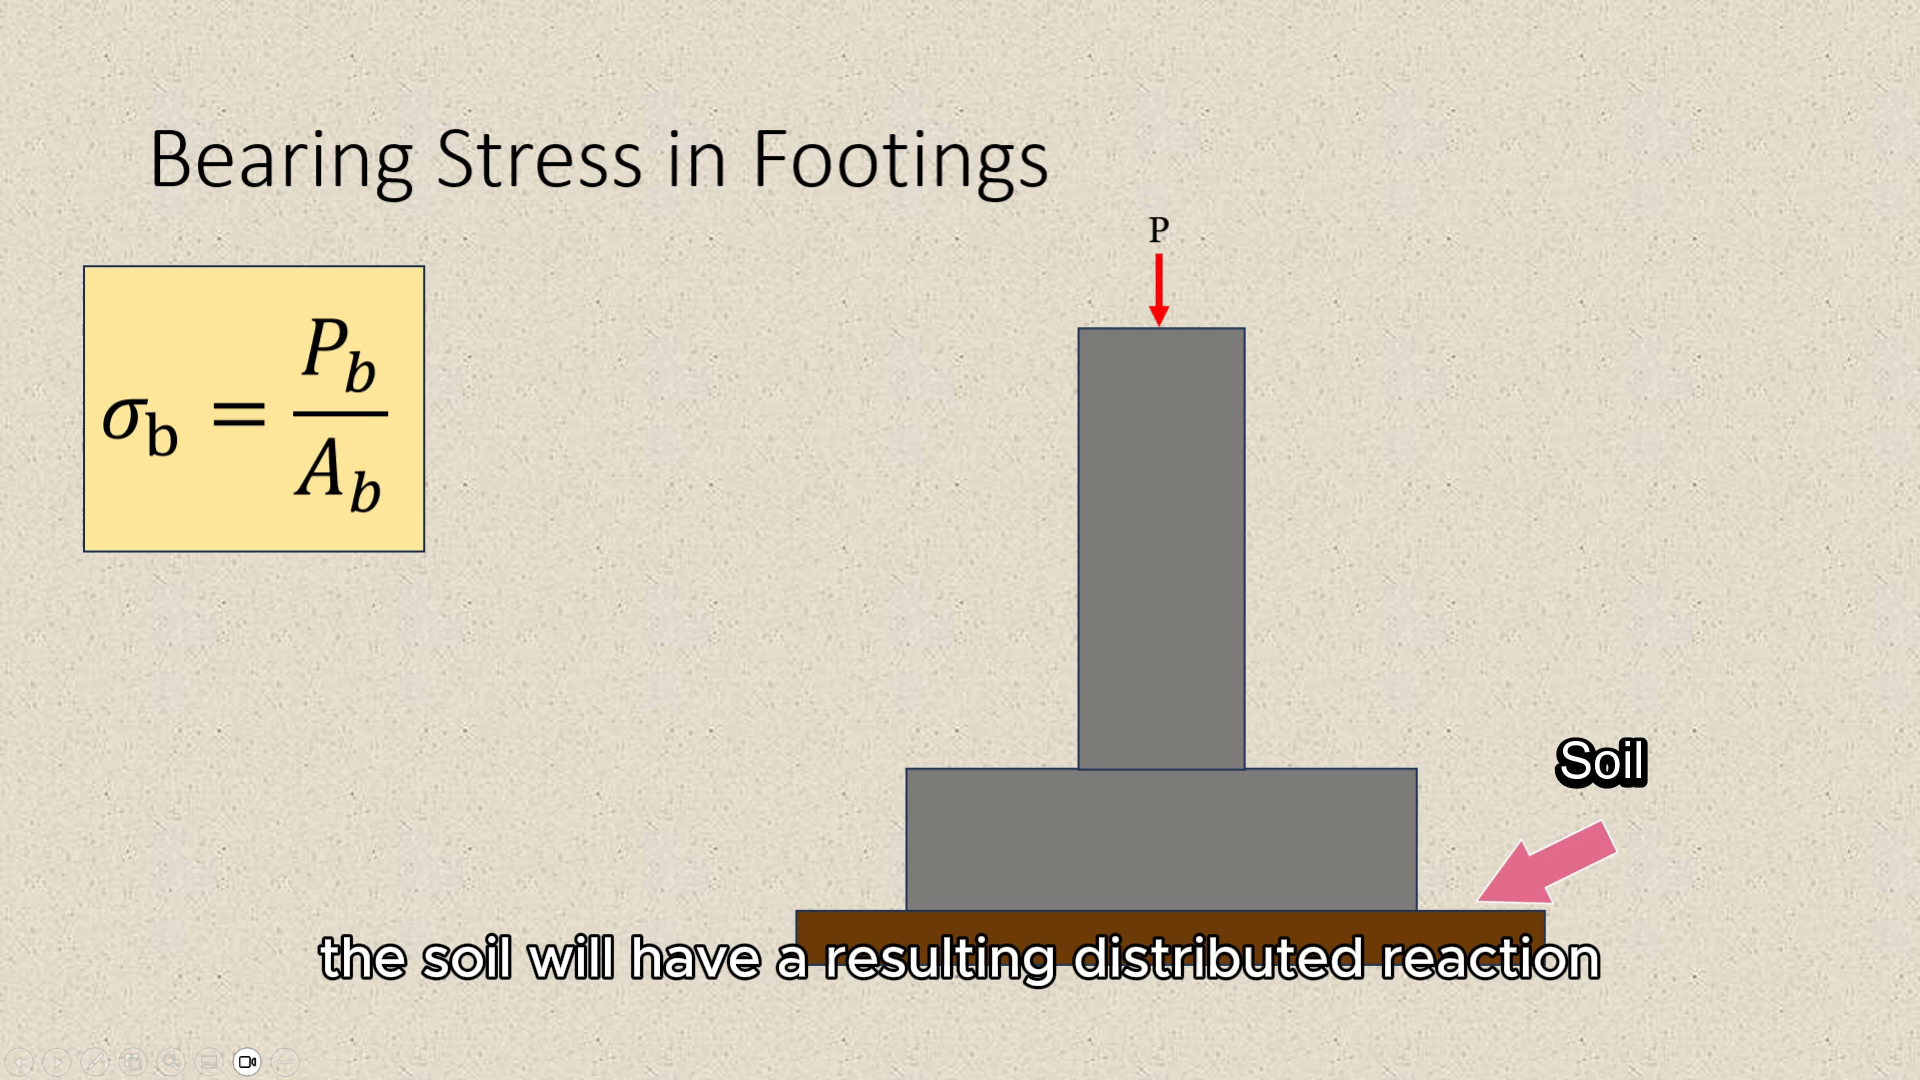 Bearing Stress in Footings
P
σb = Pb / Ab
Soil
the soil will have a resulting distributed reaction